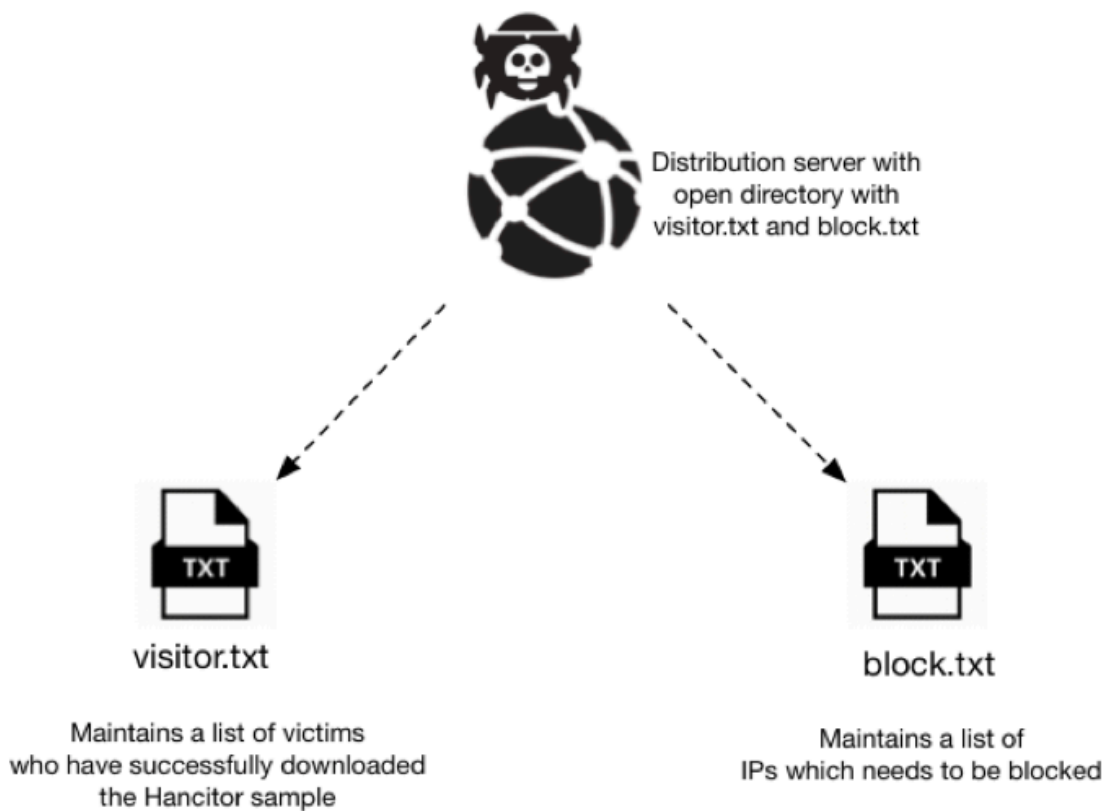 Distribution server with
open directory with
visitor.txt and block.txt
TXT
TXT
visitor.txt
block.txt
Maintains a list of victims
who have successfully downloaded
the Hancitor sample
Maintains a list of
IPs which needs to be blocked